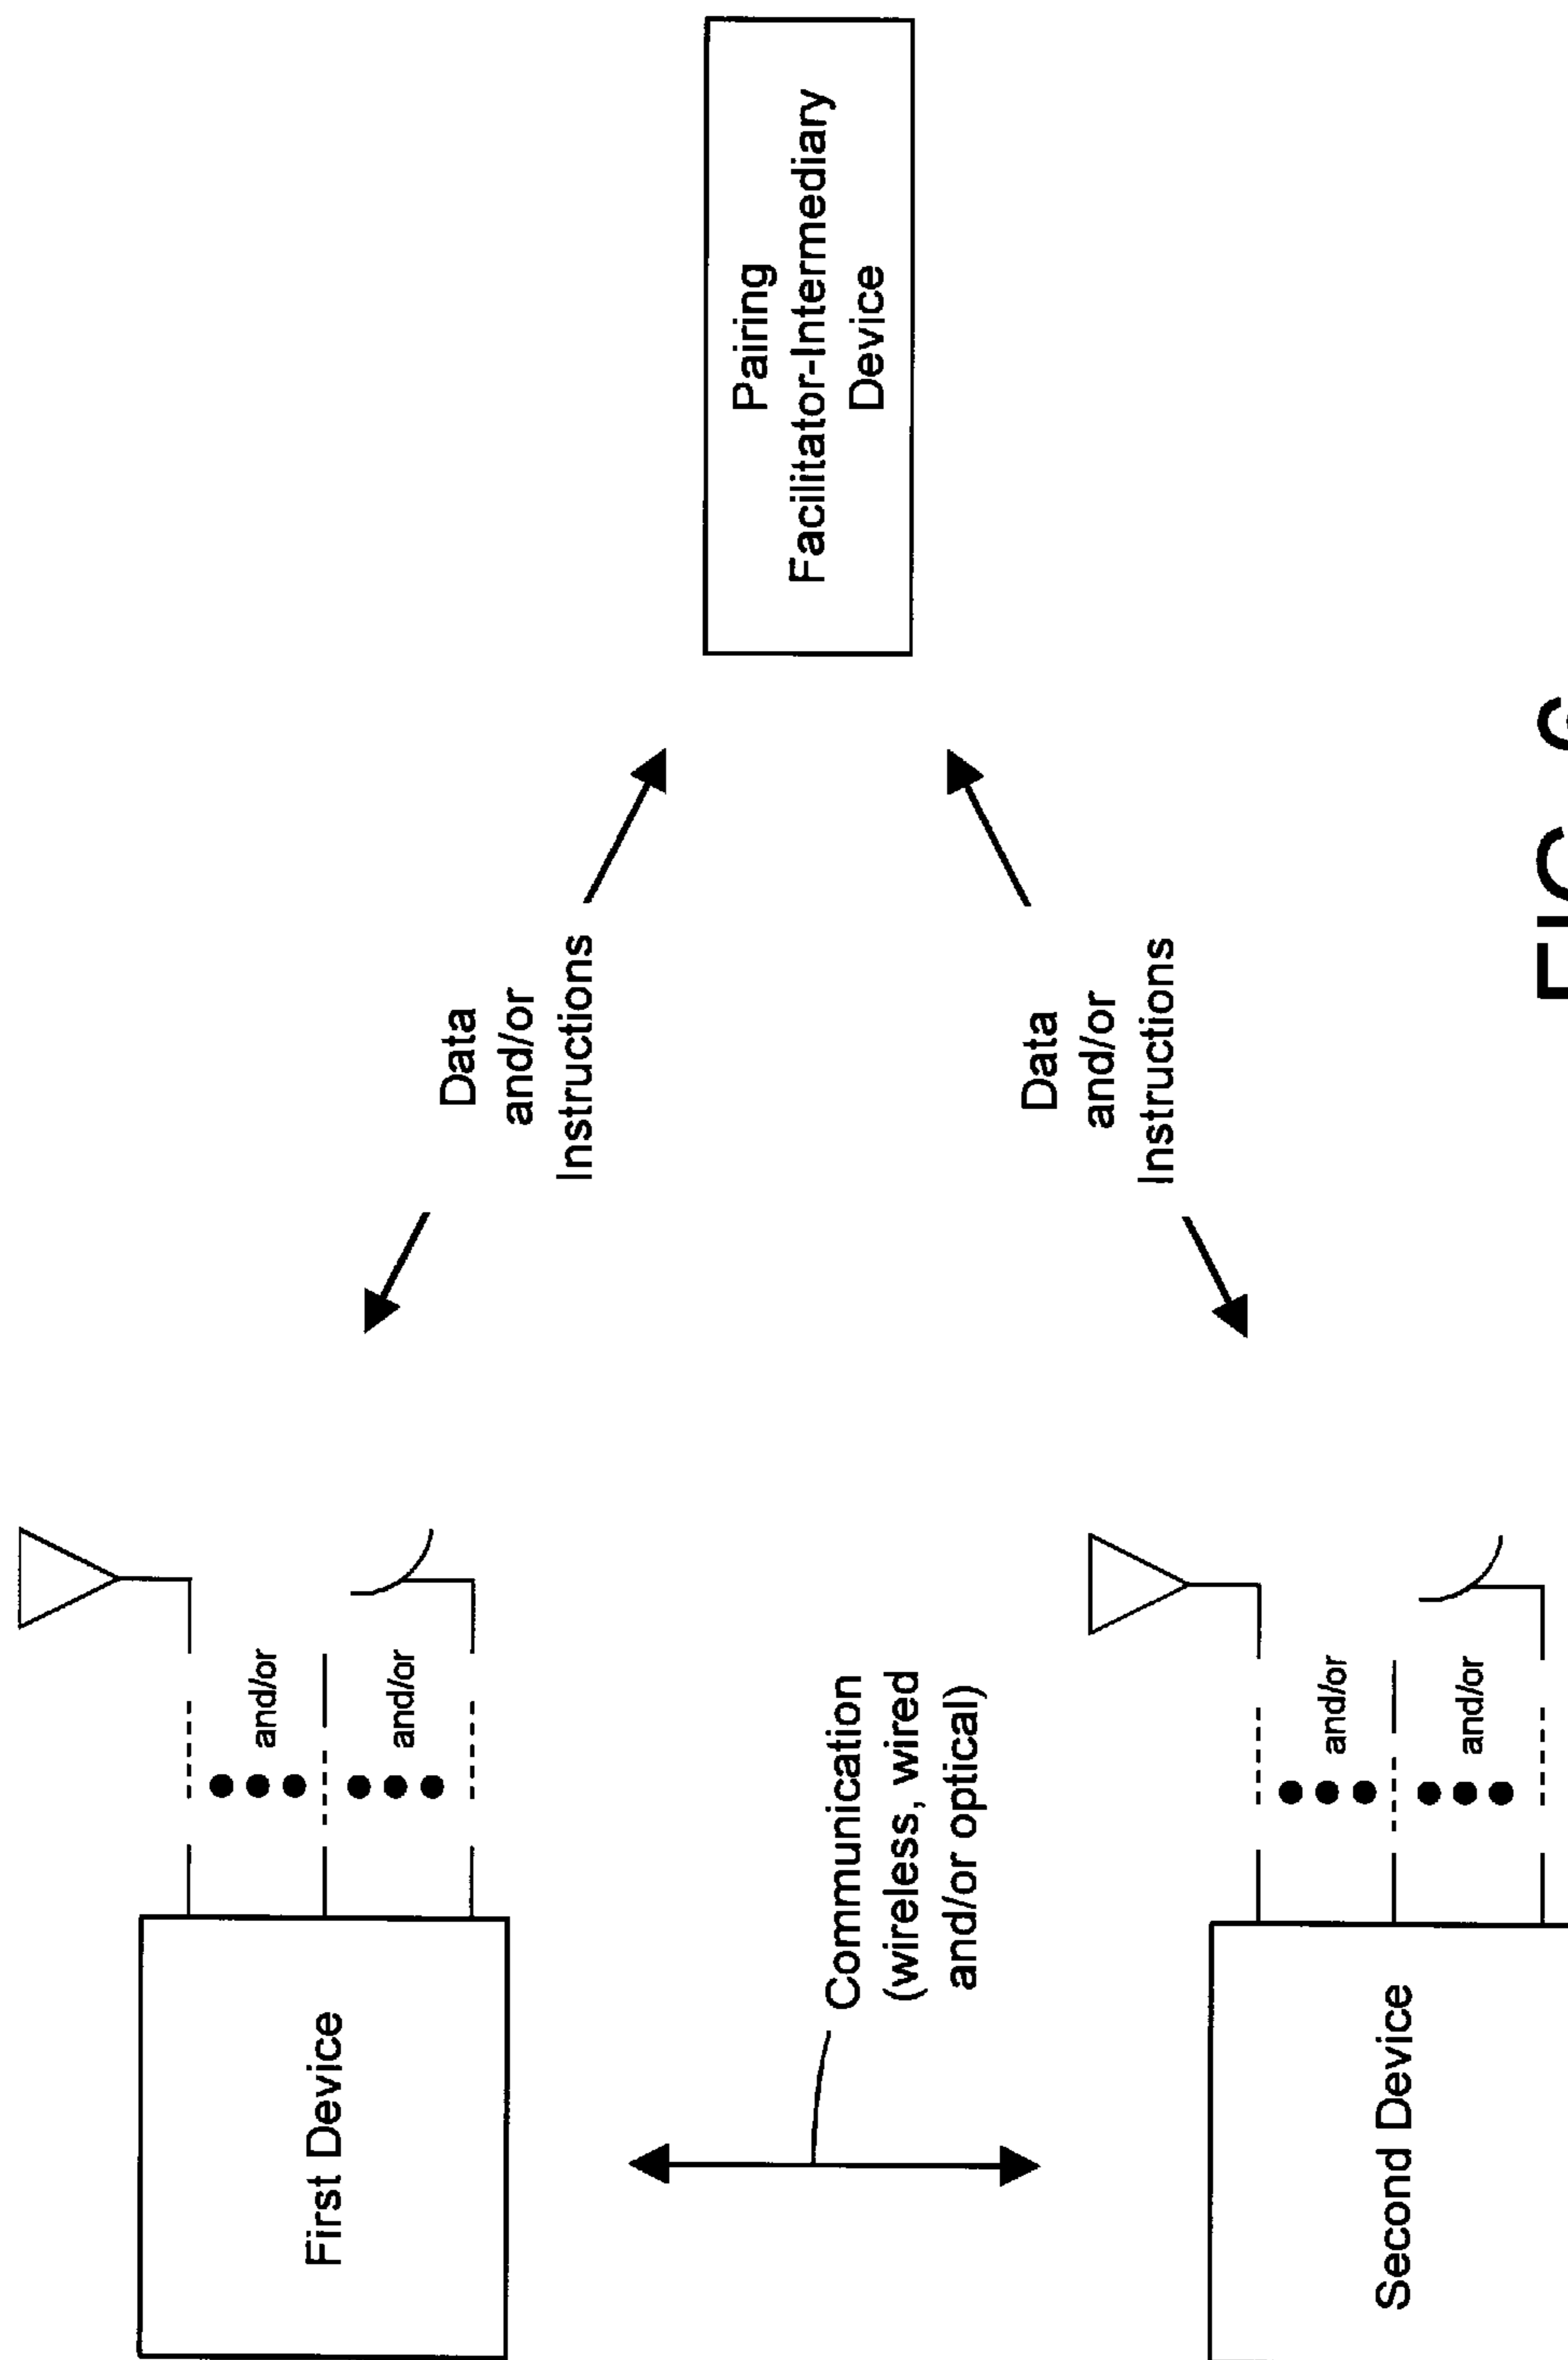 and/or
First Device
and/or
Data
and/or
Instructions
Pairing
Facilitator-Intermediary
Device
Communication
(wireless, wired
and/or optical)
Data
and/or
Instructions
and/or
Second Device
and/or
FIG